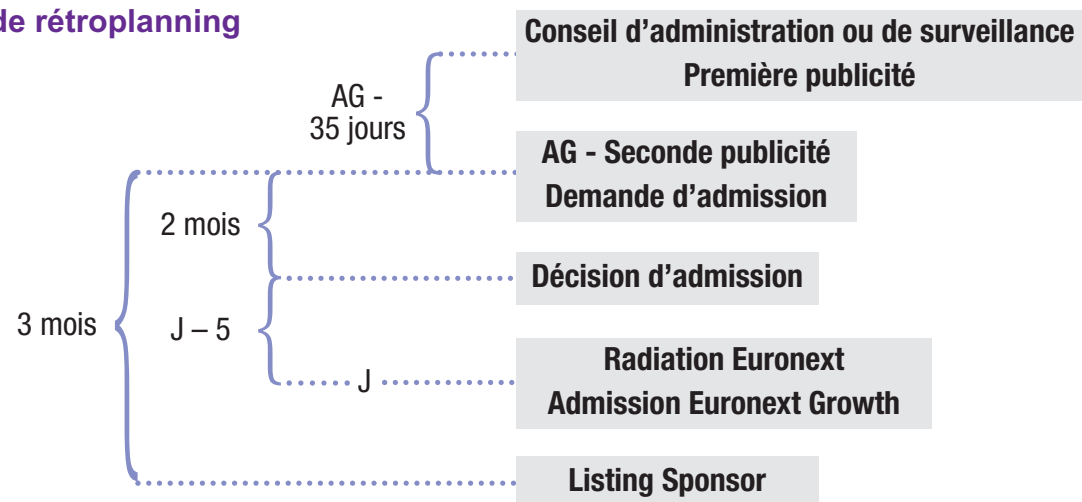 de rétroplanning
Conseil d’administration ou de surveillance
Première publicité
AG -
35 jours
AG - Seconde publicité
Demande d’admission
2 mois
Décision d’admission
3 mois
J – 5
J
Radiation Euronext
Admission Euronext Growth
Listing Sponsor